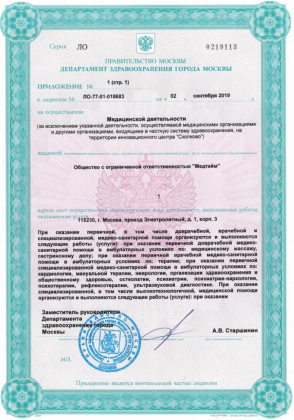 Серия ЛО
0219113
ПРАВИТЕЛЬСТВО МОСКВЫ
ДЕПАРТАМЕНТ ЗДРАВООХРАНЕНИЯ ГОРОДА МОСКВЫ
1 (стр. 1)
ПРИЛОЖЕНИЕ №
к лицензии № ЛО-77-01-018683 от « 02 » сентября 2019
на осуществление
Медицинской деятельности
(за исключением указанной деятельности, осуществляемой медицинскими организациями
и другими организациями, входящими в частную систему здравоохранения, на
территории инновационного центра "Сколково")
выданной
Общество с ограниченной ответственностью "Медтайм"
115230, г. Москва, проезд Электролитный, д. 1, корп. 3
При оказании первичной, в том числе доврачебной, врачебной и
специализированной, медико-санитарной помощи организуются и выполняются
следующие работы (услуги): при оказании первичной доврачебной медико-
санитарной помощи в амбулаторных условиях по: медицинскому массажу,
сестринскому делу; при оказании первичной врачебной медико-санитарной
помощи в амбулаторных условиях по: терапии; при оказании первичной
специализированной медико-санитарной помощи в амбулаторных условиях по:
кардиологии, мануальной терапии, неврологии, организации здравоохранения и
общественному здоровью, остеопатии, психиатрии, психиатрии-наркологии,
психотерапии, рефлексотерапии, ультразвуковой диагностике. При оказании
специализированной, в том числе высокотехнологичной, медицинской помощи
организуются и выполняются следующие работы (услуги): при оказании
Заместитель руководителя
Департамента
здравоохранения города
Москвы
А.В. Старшинин
М.П.
Приложение является неотъемлемой частью лицензии